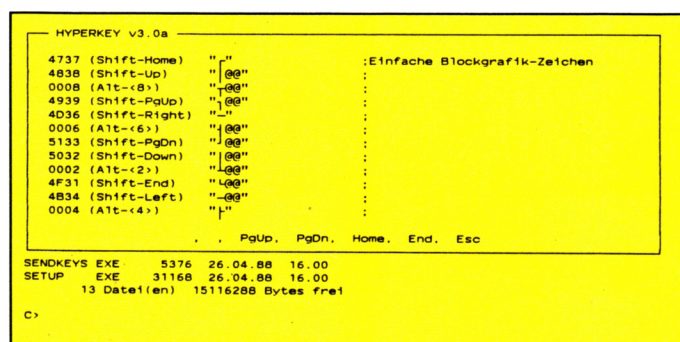 HYPERKEY v3.0a
4737 (Shift-Home) "┌" ;Einfache Blockgrafik-Zeichen
4838 (Shift-Up) "│@@" ;
0008 (Alt-<8>) "┬@@" ;
4939 (Shift-PgUp) "┐@@" ;
4D36 (Shift-Right) "─" ;
0006 (Alt-<6>) "┤@@" ;
5133 (Shift-PgDn) "┘@@" ;
5032 (Shift-Down) "│@@" ;
0002 (Alt-<2>) "┴@@" ;
4F31 (Shift-End) "└@@" ;
4B34 (Shift-Left) "─@@" ;
0004 (Alt-<4>) "├" ;
, , PgUp, PgDn, Home, End, Esc
SENDKEYS EXE 5376 26.04.88 16.00
SETUP EXE 31168 26.04.88 16.00
13 Datei(en) 15116288 Bytes frei
C>